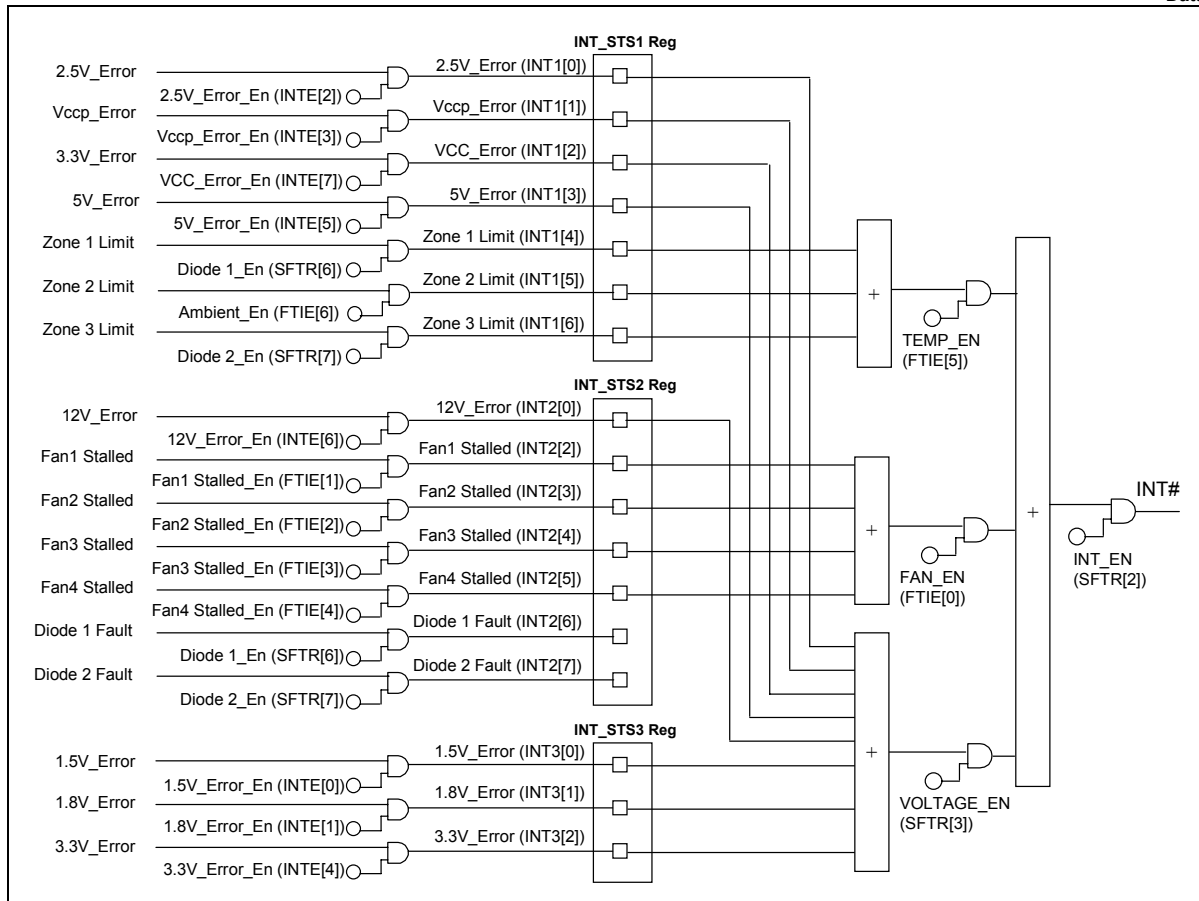 INT_STS1 Reg
2.5V_Error
2.5V_Error_En (INTE[2])
2.5V_Error (INT1[0])
Vccp_Error
Vccp_Error_En (INTE[3])
Vccp_Error (INT1[1])
3.3V_Error
VCC_Error_En (INTE[7])
VCC_Error (INT1[2])
5V_Error
5V_Error_En (INTE[5])
5V_Error (INT1[3])
Zone 1 Limit
Diode 1_En (SFTR[6])
Zone 1 Limit (INT1[4])
Zone 2 Limit
Ambient_En (FTIE[6])
Zone 2 Limit (INT1[5])
Zone 3 Limit
Diode 2_En (SFTR[7])
Zone 3 Limit (INT1[6])
+
TEMP_EN
(FTIE[5])
INT_STS2 Reg
12V_Error
12V_Error_En (INTE[6])
12V_Error (INT2[0])
Fan1 Stalled
Fan1 Stalled_En (FTIE[1])
Fan1 Stalled (INT2[2])
Fan2 Stalled
Fan2 Stalled_En (FTIE[2])
Fan2 Stalled (INT2[3])
Fan3 Stalled
Fan3 Stalled_En (FTIE[3])
Fan3 Stalled (INT2[4])
Fan4 Stalled
Fan4 Stalled_En (FTIE[4])
Fan4 Stalled (INT2[5])
Diode 1 Fault
Diode 1_En (SFTR[6])
Diode 1 Fault (INT2[6])
Diode 2 Fault
Diode 2_En (SFTR[7])
Diode 2 Fault (INT2[7])
+
FAN_EN
(FTIE[0])
+
INT#
INT_EN
(SFTR[2])
INT_STS3 Reg
1.5V_Error
1.5V_Error_En (INTE[0])
1.5V_Error (INT3[0])
1.8V_Error
1.8V_Error_En (INTE[1])
1.8V_Error (INT3[1])
3.3V_Error
3.3V_Error_En (INTE[4])
3.3V_Error (INT3[2])
+
VOLTAGE_EN
(SFTR[3])